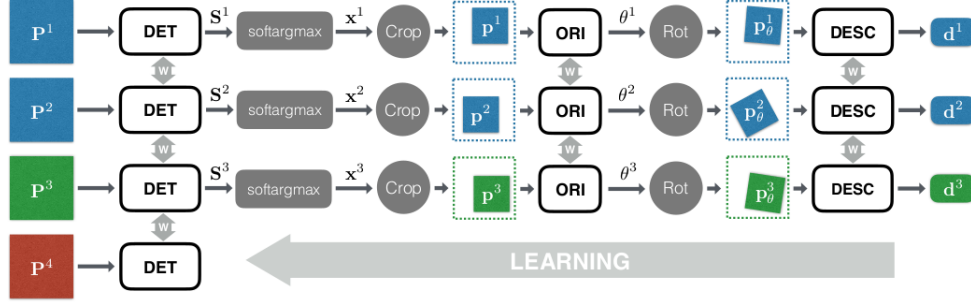 P¹ DET S¹ softargmax x¹ Crop p¹ ORI θ¹ Rot p¹θ DESC d¹
W W W
P² DET S² softargmax x² Crop p² ORI θ² Rot p²θ DESC d²
W W W
P³ DET S³ softargmax x³ Crop p³ ORI θ³ Rot p³θ DESC d³
W
P⁴ DET LEARNING